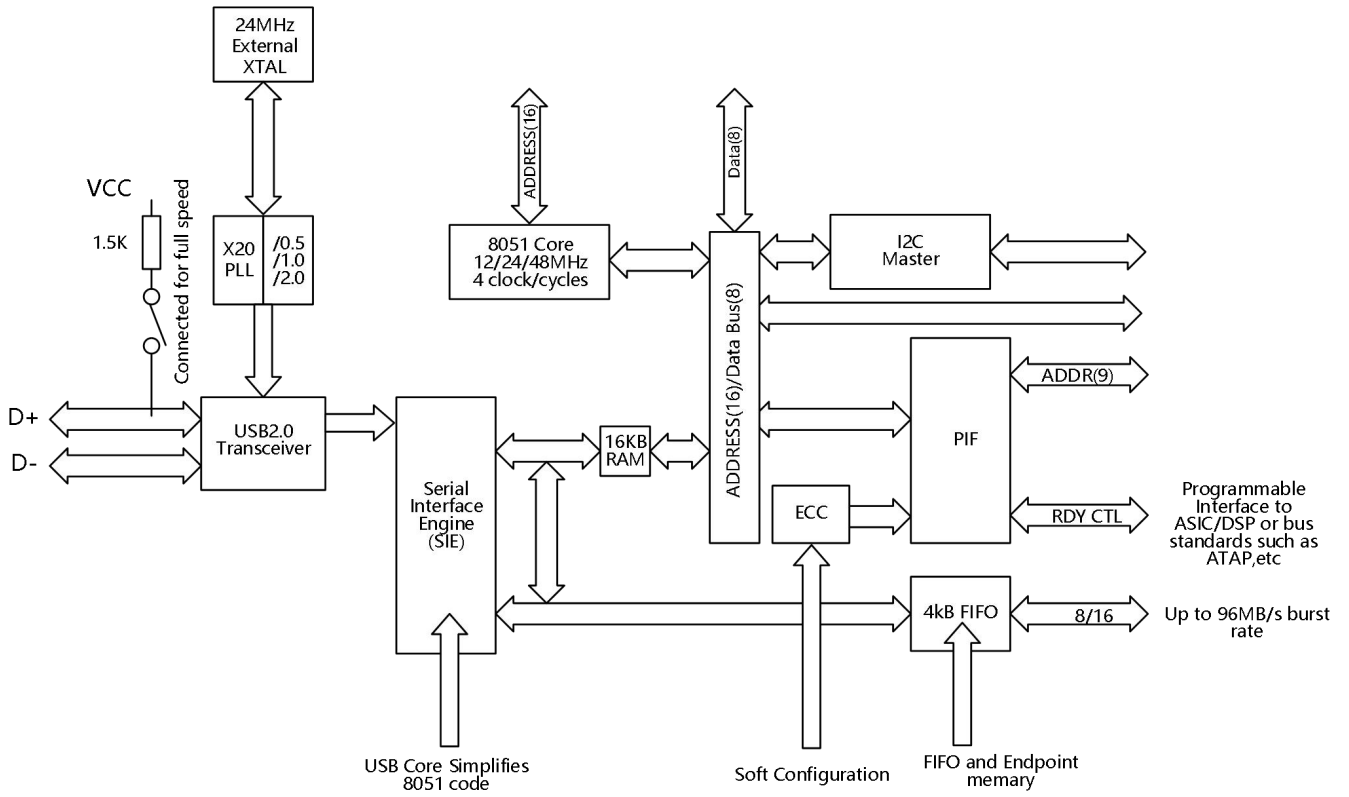 24MHz
External
XTAL
VCC
1.5K
Connected for full speed
X20
PLL
/0.5
/1.0
/2.0
ADDRESS(16)
Data(8)
8051 Core
12/24/48MHz
4 clock/cycles
I2C
Master
ADDRESS(16)/Data Bus(8)
D+
D-
USB2.0
Transceiver
Serial
Interface
Engine
(SIE)
16KB
RAM
ECC
PIF
ADDR(9)
RDY CTL
Programmable
Interface to
ASIC/DSP or bus
standards such as
ATAP,etc
4kB FIFO
8/16
Up to 96MB/s burst
rate
USB Core Simplifies
8051 code
Soft Configuration
FIFO and Endpoint
memary